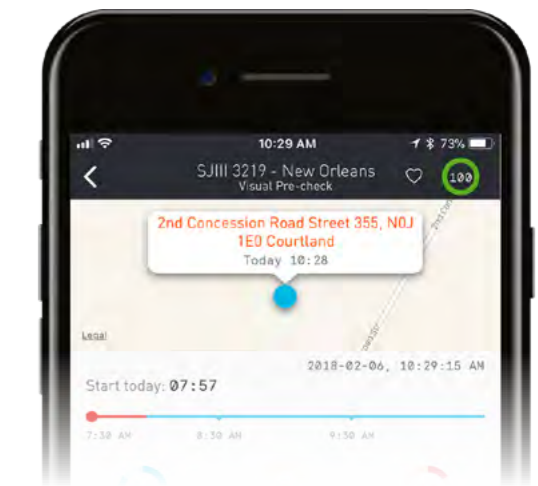 10:29 AM
73%
SJIII 3219 - New Orleans
Visual Pre-check
100
2nd Concession Road Street 355, N0J
1E0 Courtland
Today 10:28
Legal
2018-02-06, 10:29:15 AM
Start today: 07:57
7:30 AM 8:30 AM 9:30 AM